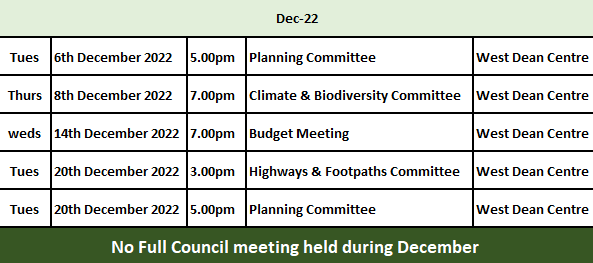 Dec-22
Tues 6th December 2022 5.00pm Planning Committee West Dean Centre
Thurs 8th December 2022 7.00pm Climate & Biodiversity Committee West Dean Centre
weds 14th December 2022 7.00pm Budget Meeting West Dean Centre
Tues 20th December 2022 3.00pm Highways & Footpaths Committee West Dean Centre
Tues 20th December 2022 5.00pm Planning Committee West Dean Centre
No Full Council meeting held during December